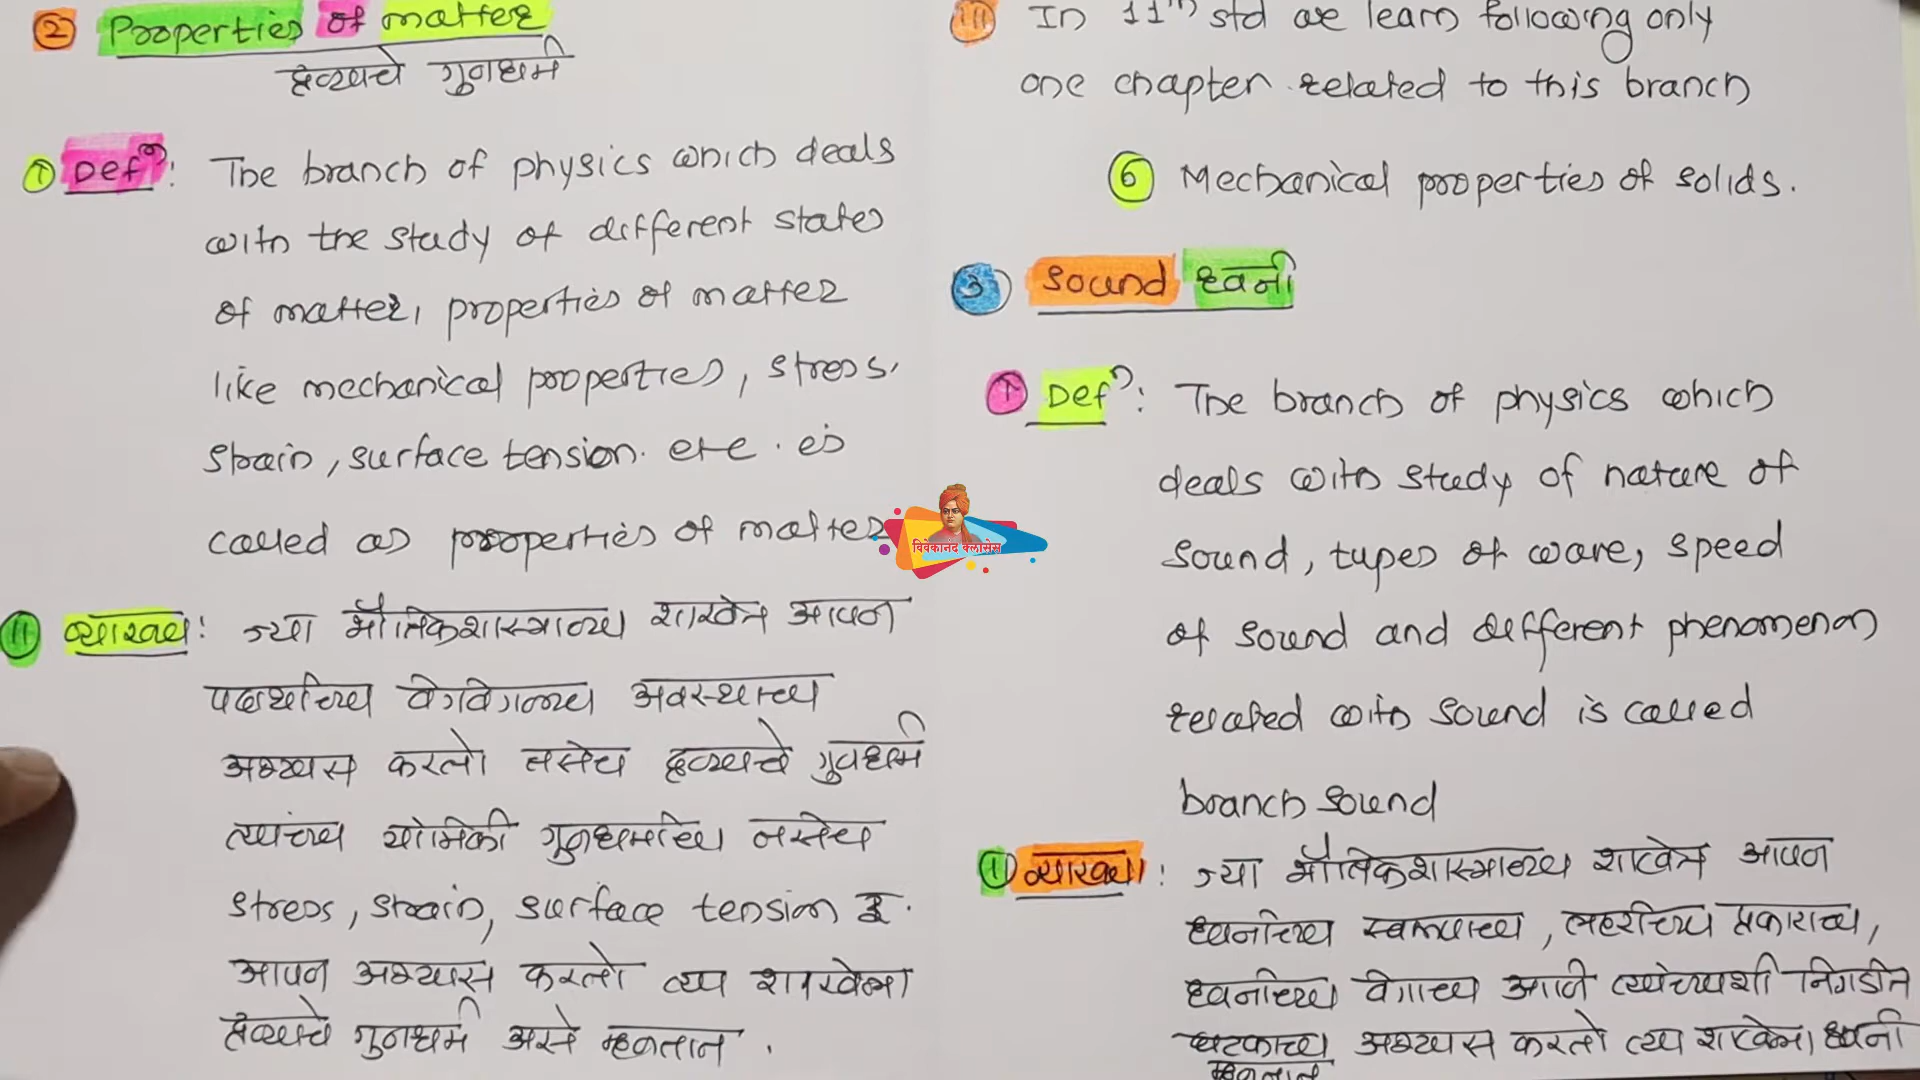 ② Properties of matter
द्रव्याचे गुणधर्म
① Defⁿ: The branch of physics which deals
with the study of different states
of matter, properties of matter
like mechanical properties, stress,
strain, surface tension. etc. is
called as properties of matter
॥ व्याख्या: ज्या भौतिकशास्त्राच्या शाखेत आपण
पदार्थाच्या वेगवेगळ्या अवस्थाच्या
अभ्यास करतो तसेच द्रव्याचे गुणधर्म
त्यांच्या यांत्रिकी गुणधर्माचा तसेच
stress, strain, surface tension इ.
आपण अभ्यास करतो त्या शाखेला
द्रव्याचे गुणधर्म असे म्हणतात.
विवेकानंद क्लासेस
III In 11th std we learn following only
one chapter related to this branch
6 Mechanical properties of solids.
③ Sound ध्वनी
① Defⁿ: The branch of physics which
deals with study of nature of
sound, types of wave, speed
of sound and different phenomenon
related with sound is called
branch sound
① व्याख्या: ज्या भौतिकशास्त्राच्या शाखेत आपण
ध्वनीच्या स्वरूपाच्या, लहरीच्या प्रकाराच्या,
ध्वनीच्या वेगाच्या आणि त्यांच्याशी निगडीत
घटकाच्या अभ्यास करतो त्या शाखेला ध्वनी
म्हणतात